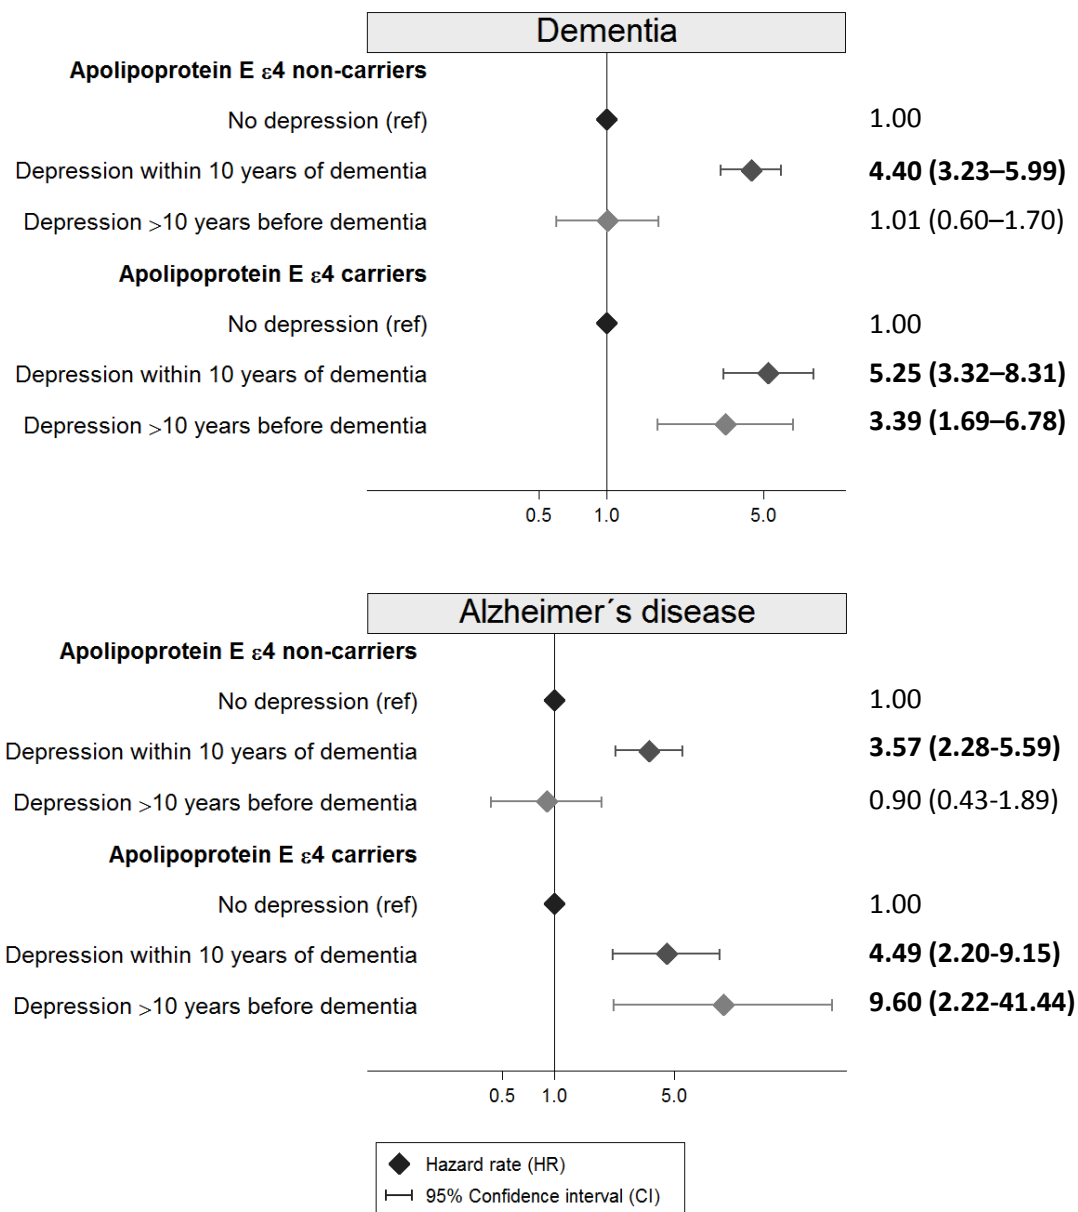 Dementia
Apolipoprotein E ε4 non-carriers
No depression (ref) 1.00
Depression within 10 years of dementia 4.40 (3.23–5.99)
Depression >10 years before dementia 1.01 (0.60–1.70)
Apolipoprotein E ε4 carriers
No depression (ref) 1.00
Depression within 10 years of dementia 5.25 (3.32–8.31)
Depression >10 years before dementia 3.39 (1.69–6.78)
0.5 1.0 5.0
Alzheimer´s disease
Apolipoprotein E ε4 non-carriers
No depression (ref) 1.00
Depression within 10 years of dementia 3.57 (2.28-5.59)
Depression >10 years before dementia 0.90 (0.43-1.89)
Apolipoprotein E ε4 carriers
No depression (ref) 1.00
Depression within 10 years of dementia 4.49 (2.20-9.15)
Depression >10 years before dementia 9.60 (2.22-41.44)
0.5 1.0 5.0
Hazard rate (HR)
95% Confidence interval (CI)